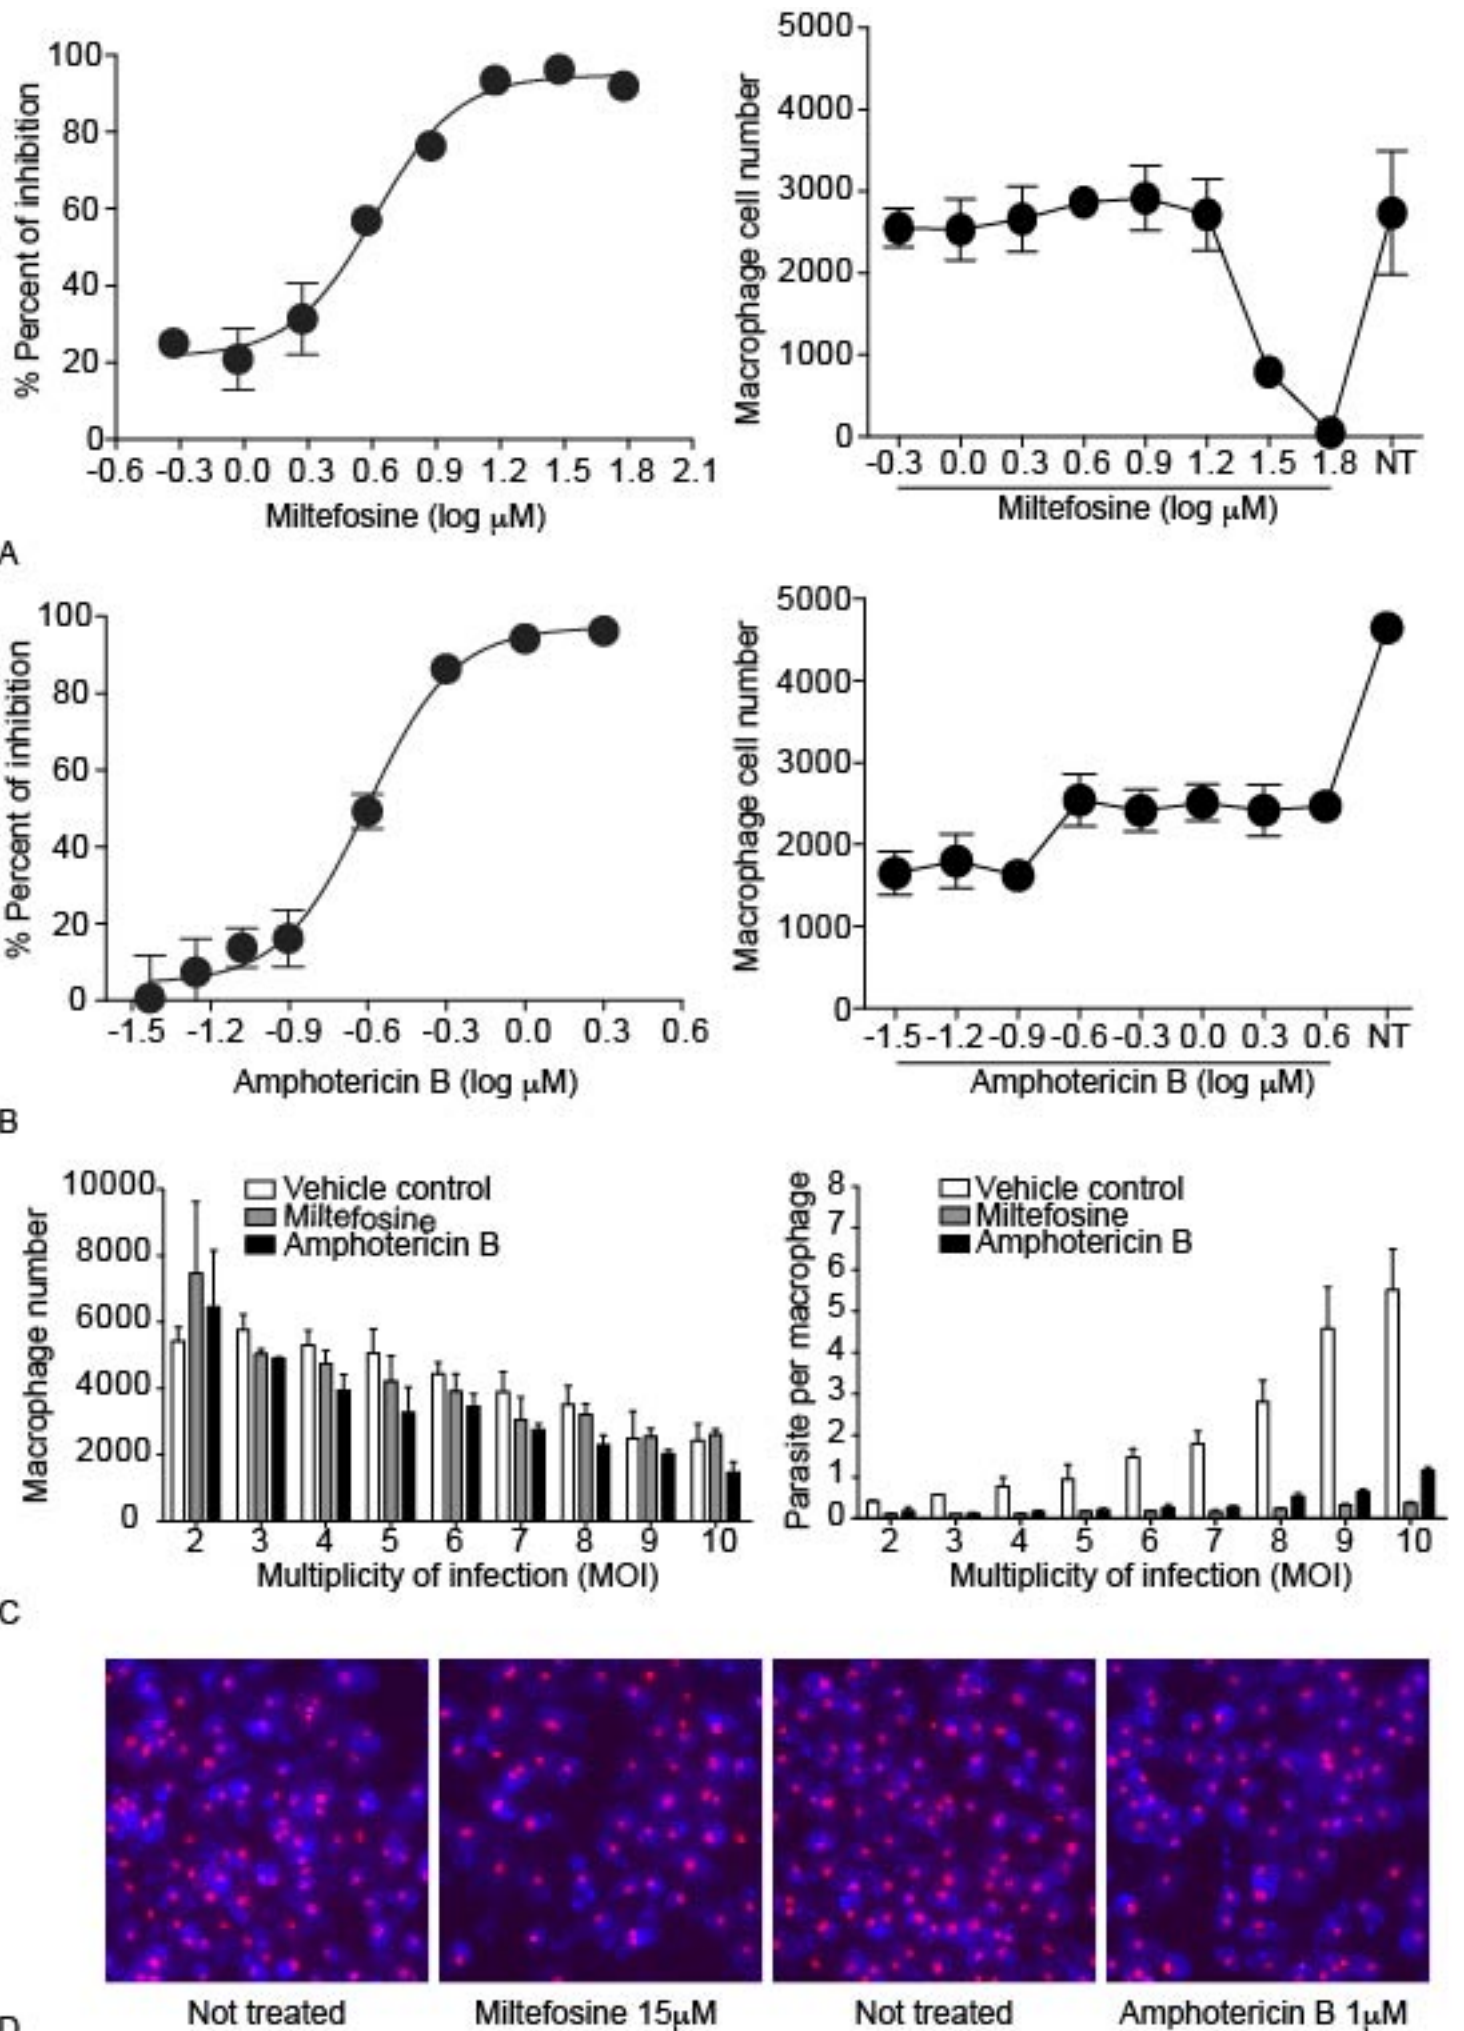 100
80
60
40
20
0
% Percent of inhibition
-0.6 -0.3 0.0 0.3 0.6 0.9 1.2 1.5 1.8 2.1
Miltefosine (log μM)
5000
4000
3000
2000
1000
0
Macrophage cell number
-0.3 0.0 0.3 0.6 0.9 1.2 1.5 1.8 NT
Miltefosine (log μM)
A
100
80
60
40
20
0
% Percent of inhibition
-1.5 -1.2 -0.9 -0.6 -0.3 0.0 0.3 0.6
Amphotericin B (log μM)
5000
4000
3000
2000
1000
0
Macrophage cell number
-1.5 -1.2 -0.9 -0.6 -0.3 0.0 0.3 0.6 NT
Amphotericin B (log μM)
B
10000
8000
6000
4000
2000
0
Macrophage number
Vehicle control
Miltefosine
Amphotericin B
2 3 4 5 6 7 8 9 10
Multiplicity of infection (MOI)
8
7
6
5
4
3
2
1
0
Parasite per macrophage
Vehicle control
Miltefosine
Amphotericin B
2 3 4 5 6 7 8 9 10
Multiplicity of infection (MOI)
C
Not treated
Miltefosine 15μM
Not treated
Amphotericin B 1μM
D